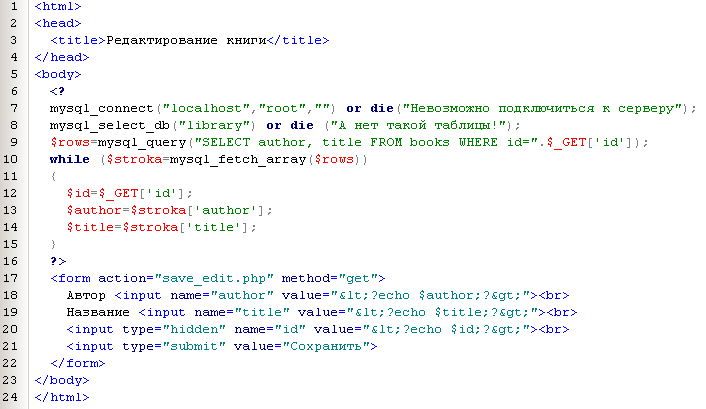 1 <html>
2 <head>
3 <title>Редактирование книги</title>
4 </head>
5 <body>
6 <?
7 mysql_connect("localhost","root","") or die("Невозможно подключиться к серверу");
8 mysql_select_db("library") or die ("А нет такой таблицы!");
9 $rows=mysql_query("SELECT author, title FROM books WHERE id=".$_GET['id']);
10 while ($stroka=mysql_fetch_array($rows))
11 {
12 $id=$_GET['id'];
13 $author=$stroka['author'];
14 $title=$stroka['title'];
15 }
16 ?>
17 <form action="save_edit.php" method="get">
18 Автор <input name="author" value="&lt;?echo $author;?&gt;"><br>
19 Название <input name="title" value="&lt;?echo $title;?&gt;"><br>
20 <input type="hidden" name="id" value="&lt;?echo $id;?&gt;"><br>
21 <input type="submit" value="Сохранить">
22 </form>
23 </body>
24 </html>